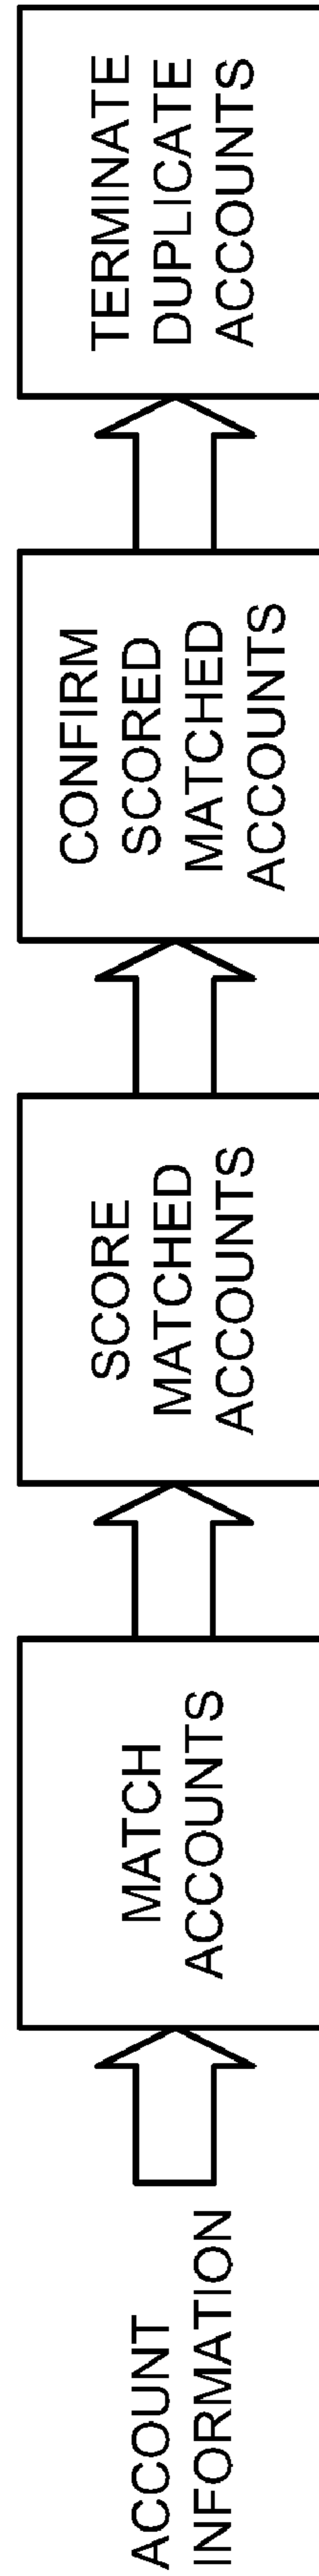 ACCOUNT
INFORMATION
MATCH
ACCOUNTS
SCORE
MATCHED
ACCOUNTS
CONFIRM
SCORED
MATCHED
ACCOUNTS
TERMINATE
DUPLICATE
ACCOUNTS